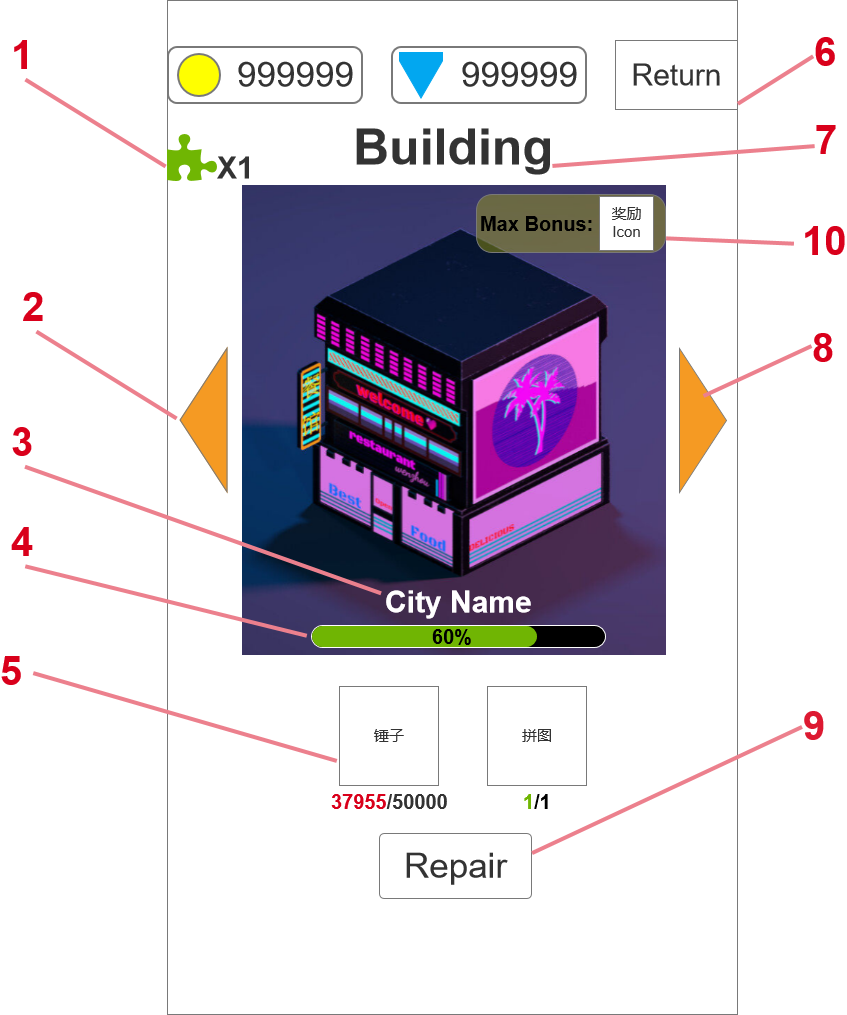 1
999999
999999
Return
6
X1
Building
7
Max Bonus:
奖励
Icon
10
2
welcome
restaurant
8
3
Best
Food
DELICIOUS
4
City Name
60%
5
锤子
拼图
37955/50000
1/1
9
Repair